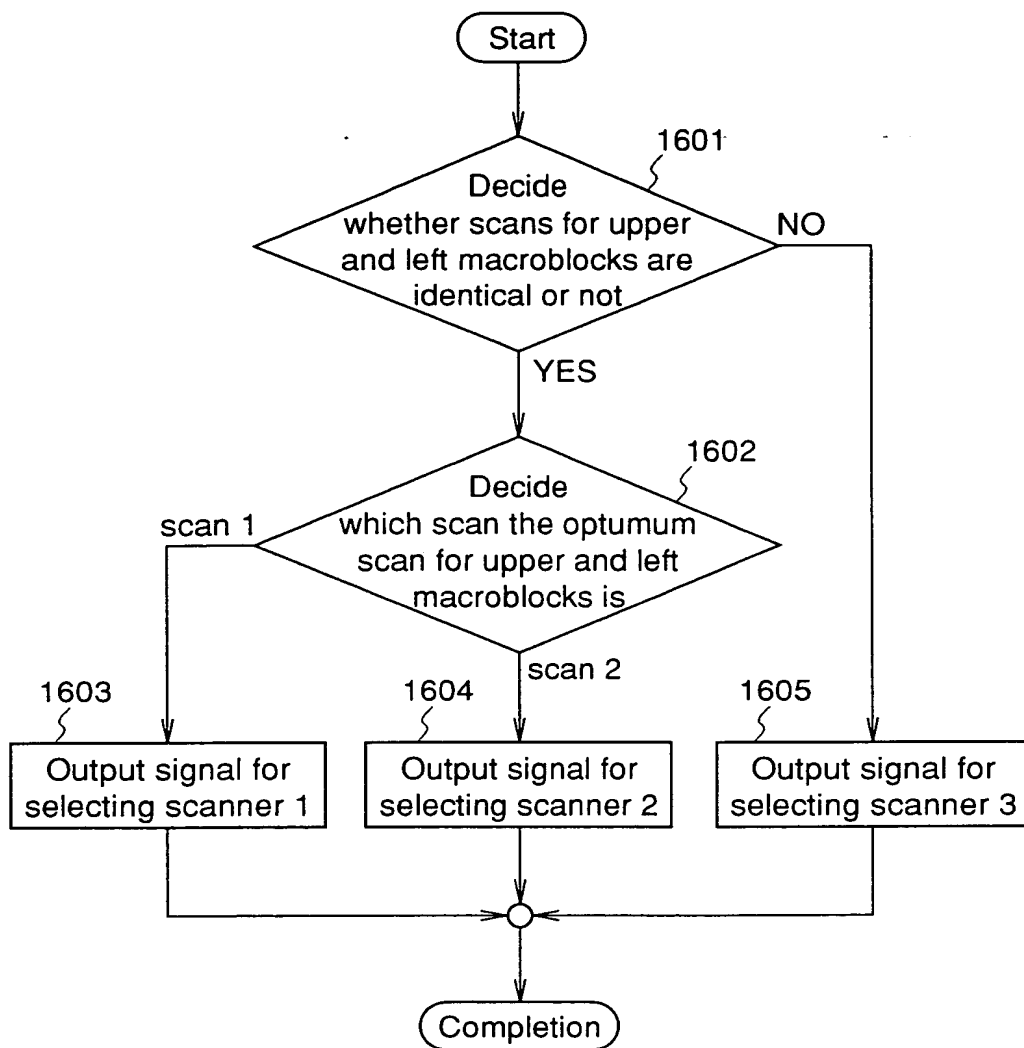 Start
1601
Decide
whether scans for upper
and left macroblocks are
identical or not
NO
YES
1602
Decide
which scan the optumum
scan for upper and left
macroblocks is
scan 1
scan 2
1603
Output signal for
selecting scanner 1
1604
Output signal for
selecting scanner 2
1605
Output signal for
selecting scanner 3
Completion